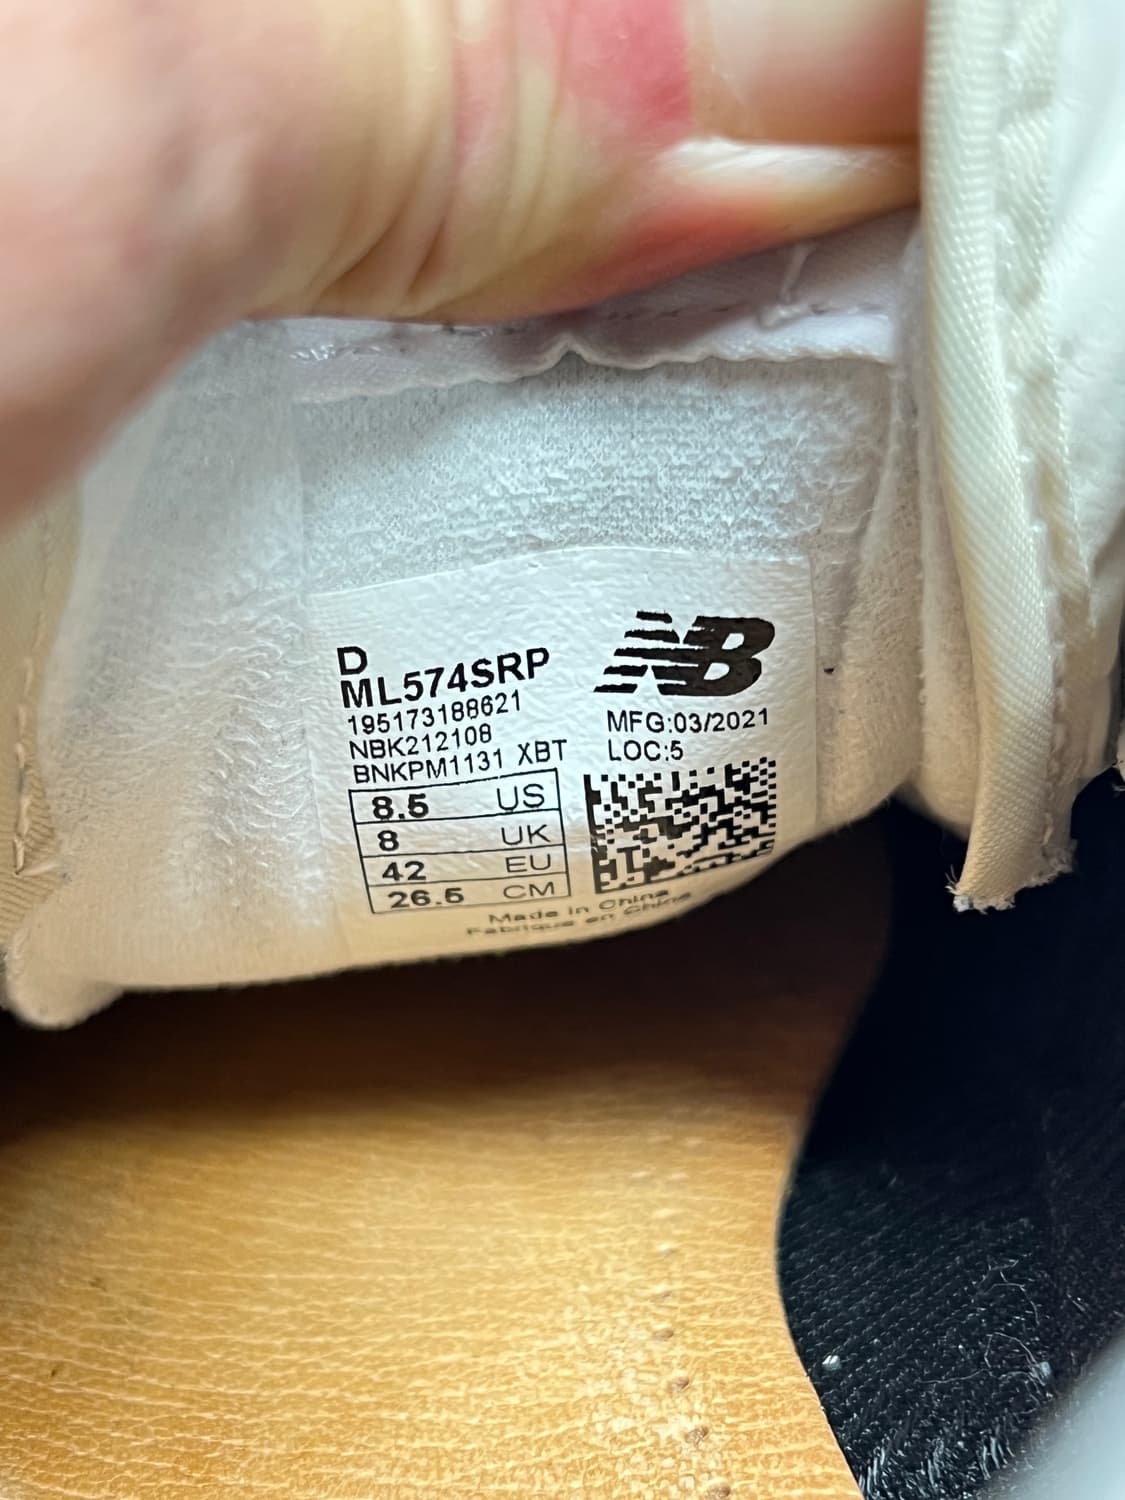 D
ML574SRP
195173188621
NBK212108
BNKPM1131 XBT
8.5 US
8 UK
42 EU
26.5 CM
NB
MFG:03/2021
LOC:5
Made in China
Fabriqué en Chine